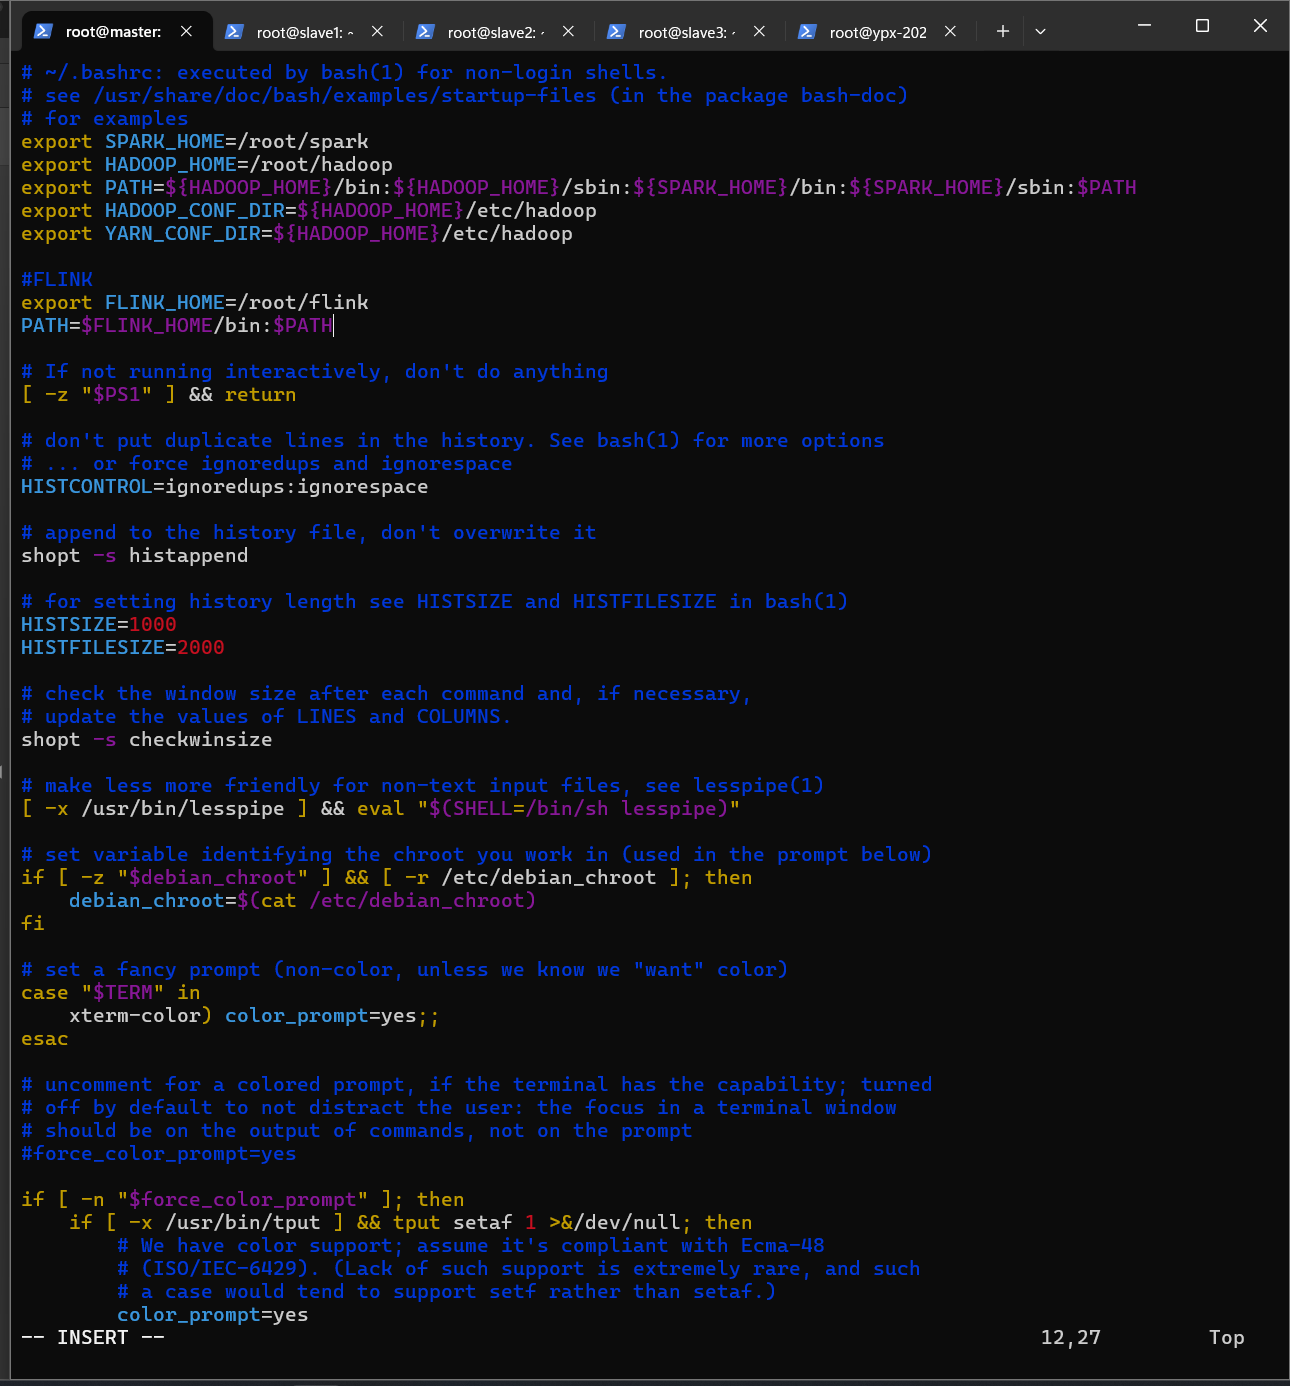 root@master:
root@slave1: ~
root@slave2: ~
root@slave3: ~
root@ypx-202
# ~/.bashrc: executed by bash(1) for non-login shells.
# see /usr/share/doc/bash/examples/startup-files (in the package bash-doc)
# for examples
export SPARK_HOME=/root/spark
export HADOOP_HOME=/root/hadoop
export PATH=${HADOOP_HOME}/bin:${HADOOP_HOME}/sbin:${SPARK_HOME}/bin:${SPARK_HOME}/sbin:$PATH
export HADOOP_CONF_DIR=${HADOOP_HOME}/etc/hadoop
export YARN_CONF_DIR=${HADOOP_HOME}/etc/hadoop

#FLINK
export FLINK_HOME=/root/flink
PATH=$FLINK_HOME/bin:$PATH

# If not running interactively, don't do anything
[ -z "$PS1" ] && return

# don't put duplicate lines in the history. See bash(1) for more options
# ... or force ignoredups and ignorespace
HISTCONTROL=ignoredups:ignorespace

# append to the history file, don't overwrite it
shopt -s histappend

# for setting history length see HISTSIZE and HISTFILESIZE in bash(1)
HISTSIZE=1000
HISTFILESIZE=2000

# check the window size after each command and, if necessary,
# update the values of LINES and COLUMNS.
shopt -s checkwinsize

# make less more friendly for non-text input files, see lesspipe(1)
[ -x /usr/bin/lesspipe ] && eval "$(SHELL=/bin/sh lesspipe)"

# set variable identifying the chroot you work in (used in the prompt below)
if [ -z "$debian_chroot" ] && [ -r /etc/debian_chroot ]; then
    debian_chroot=$(cat /etc/debian_chroot)
fi

# set a fancy prompt (non-color, unless we know we "want" color)
case "$TERM" in
    xterm-color) color_prompt=yes;;
esac

# uncomment for a colored prompt, if the terminal has the capability; turned
# off by default to not distract the user: the focus in a terminal window
# should be on the output of commands, not on the prompt
#force_color_prompt=yes

if [ -n "$force_color_prompt" ]; then
    if [ -x /usr/bin/tput ] && tput setaf 1 >&/dev/null; then
        # We have color support; assume it's compliant with Ecma-48
        # (ISO/IEC-6429). (Lack of such support is extremely rare, and such
        # a case would tend to support setf rather than setaf.)
        color_prompt=yes
-- INSERT -- 12,27 Top